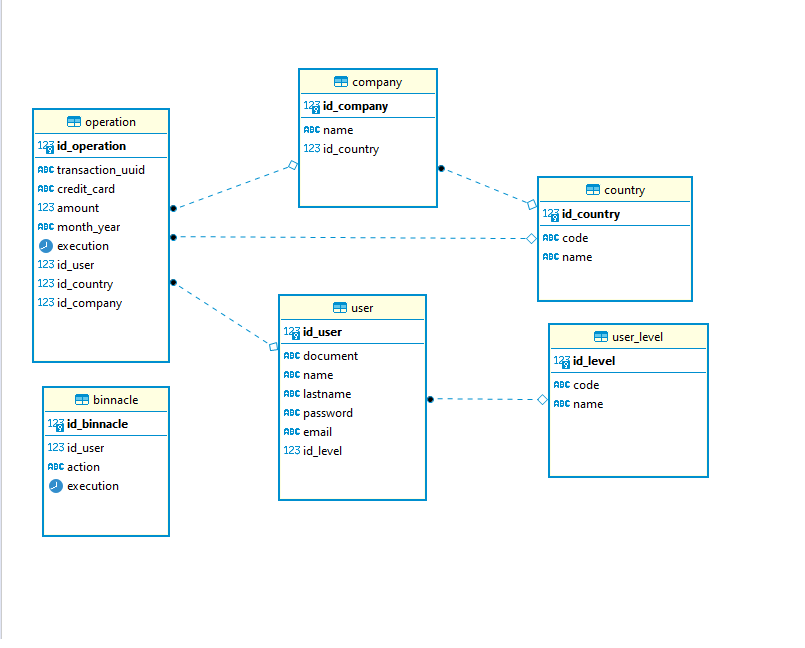 company
123 id_company
ABC name
123 id_country
operation
123 id_operation
ABC transaction_uuid
ABC credit_card
123 amount
ABC month_year
execution
123 id_user
123 id_country
123 id_company
country
123 id_country
ABC code
ABC name
user
123 id_user
ABC document
ABC name
ABC lastname
ABC password
ABC email
123 id_level
user_level
123 id_level
ABC code
ABC name
binnacle
123 id_binnacle
123 id_user
ABC action
execution